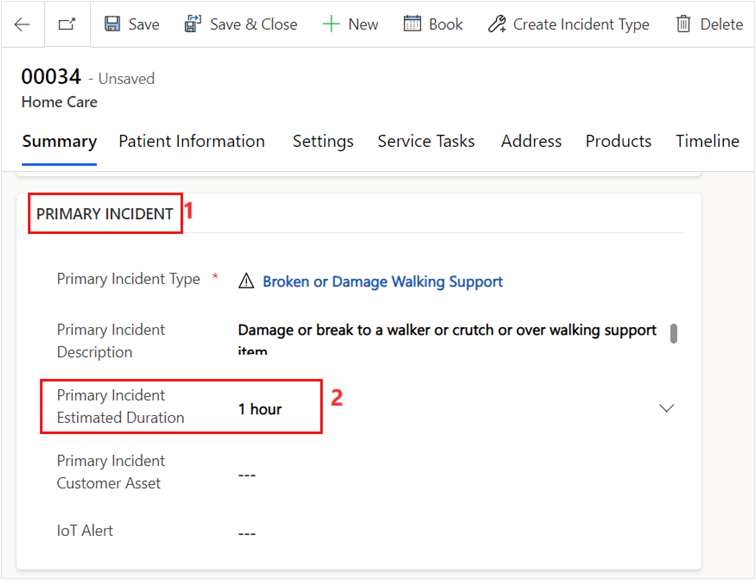 Save Save & Close New Book Create Incident Type Delete
00034 - Unsaved
Home Care
Summary Patient Information Settings Service Tasks Address Products Timeline
PRIMARY INCIDENT 1
Primary Incident Type * Broken or Damage Walking Support
Primary Incident
Description
Damage or break to a walker or crutch or over walking support
item
Primary Incident
Estimated Duration
1 hour
2
Primary Incident
Customer Asset
---
IoT Alert ---